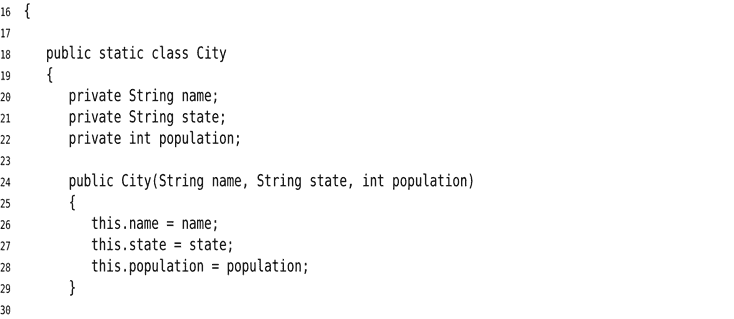 16 {
17
18    public static class City
19    {
20       private String name;
21       private String state;
22       private int population;
23
24       public City(String name, String state, int population)
25       {
26          this.name = name;
27          this.state = state;
28          this.population = population;
29       }
30